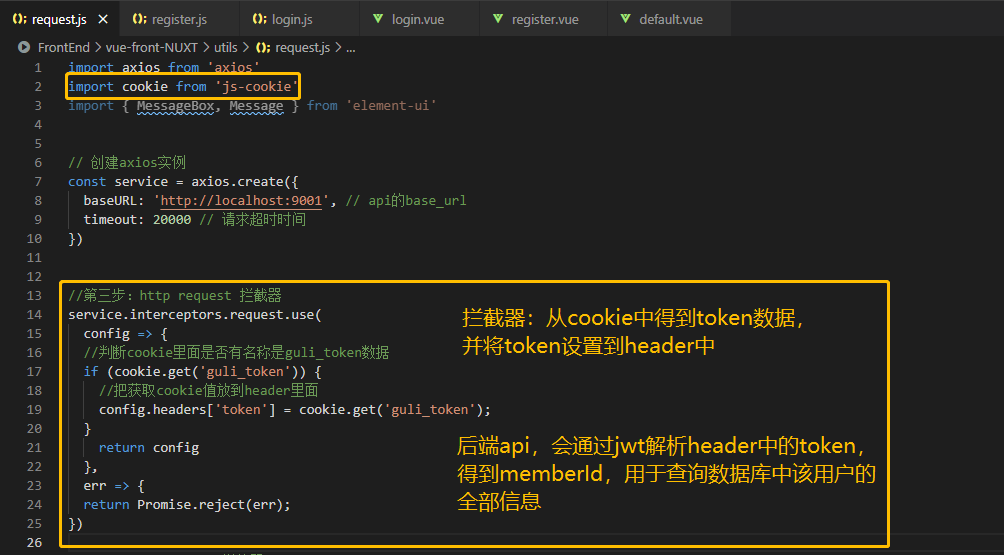 request.js
register.js
login.js
login.vue
register.vue
default.vue
FrontEnd > vue-front-NUXT > utils > request.js > ...
1 import axios from 'axios'
2 import cookie from 'js-cookie'
3 import { MessageBox, Message } from 'element-ui'
4
5
6 // 创建axios实例
7 const service = axios.create({
8 baseURL: 'http://localhost:9001', // api的base_url
9 timeout: 20000 // 请求超时时间
10 })
11
12
13 //第三步：http request 拦截器
14 service.interceptors.request.use(
15 config => {
16 //判断cookie里面是否有名称是guli_token数据
17 if (cookie.get('guli_token')) {
18 //把获取cookie值放到header里面
19 config.headers['token'] = cookie.get('guli_token');
20 }
21 return config
22 },
23 err => {
24 return Promise.reject(err);
25 })
26
拦截器：从cookie中得到token数据，
并将token设置到header中
后端api，会通过jwt解析header中的token，
得到memberId，用于查询数据库中该用户的
全部信息